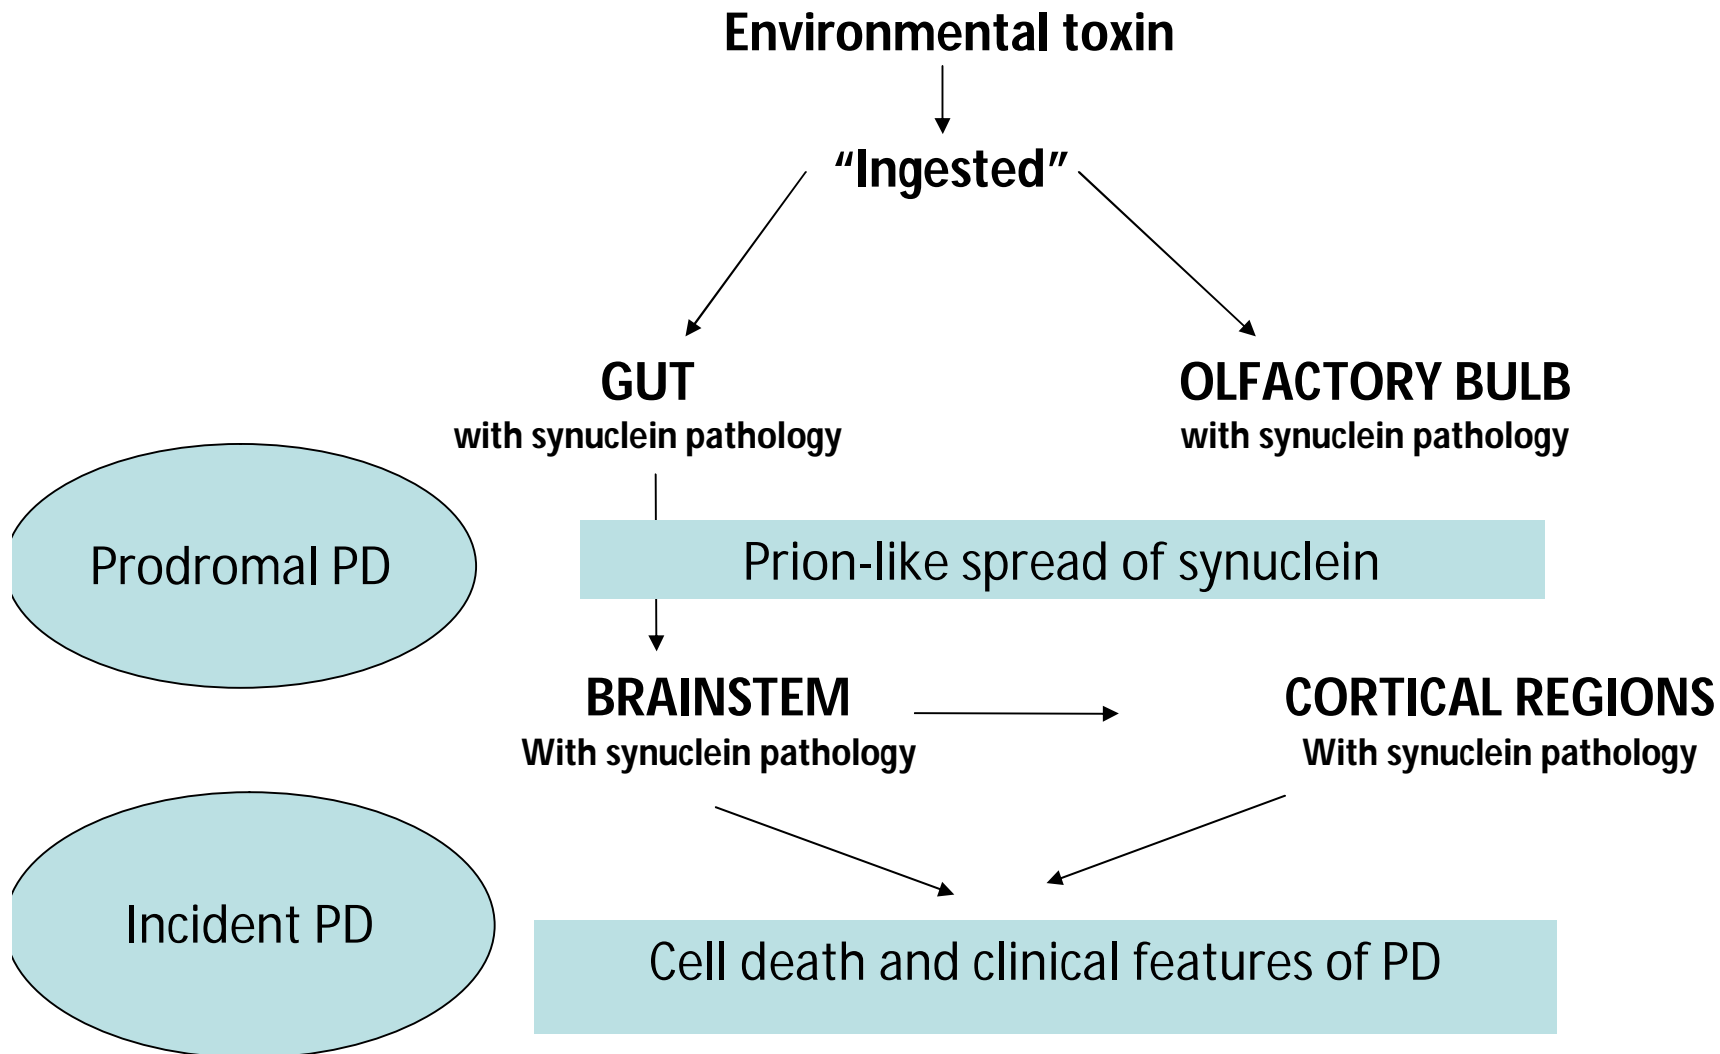 Environmental toxin
“Ingested”
GUT
with synuclein pathology
OLFACTORY BULB
with synuclein pathology
Prodromal PD
Prion-like spread of synuclein
BRAINSTEM
With synuclein pathology
CORTICAL REGIONS
With synuclein pathology
Incident PD
Cell death and clinical features of PD